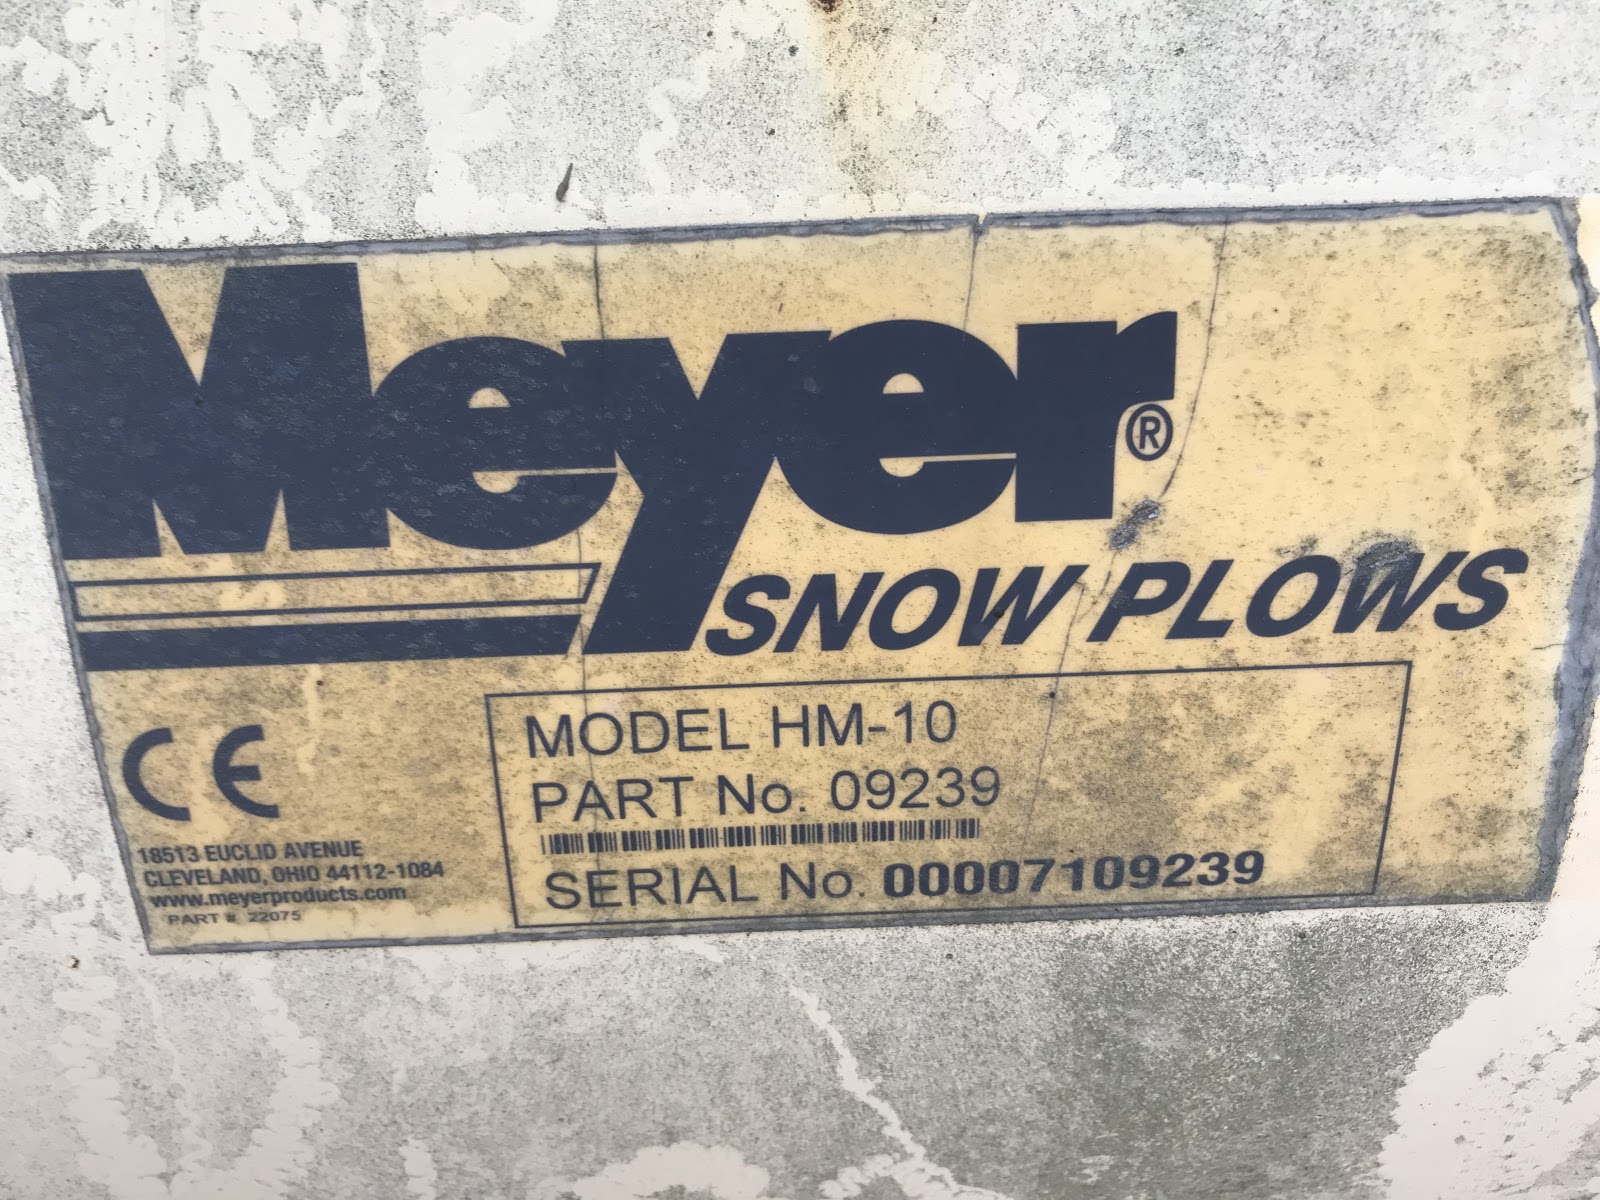 Meyer®
SNOW PLOWS
CE
18513 EUCLID AVENUE
CLEVELAND, OHIO 44112-1084
www.meyerproducts.com
PART # 22075
MODEL HM-10
PART No. 09239
SERIAL No. 00007109239